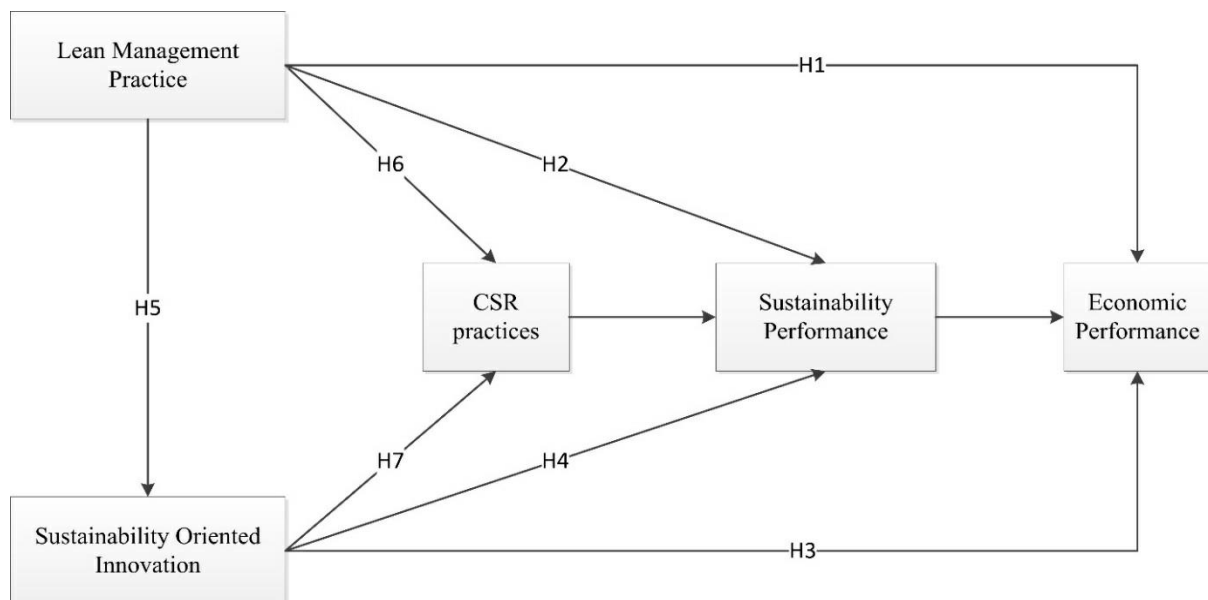 Lean Management
Practice
H1
H6
H2
H5
CSR
practices
Sustainability
Performance
Economic
Performance
H7
H4
Sustainability Oriented
Innovation
H3